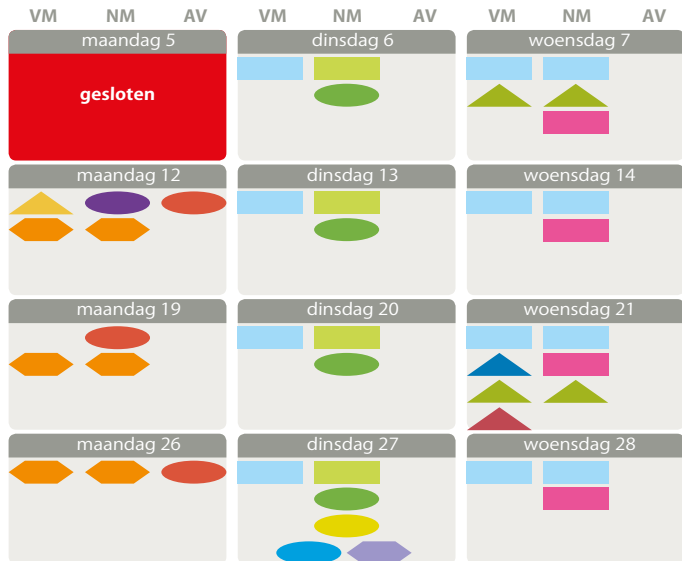 VM NM AV VM NM AV VM NM AV
maandag 5 dinsdag 6 woensdag 7
gesloten
maandag 12 dinsdag 13 woensdag 14
maandag 19 dinsdag 20 woensdag 21
maandag 26 dinsdag 27 woensdag 28